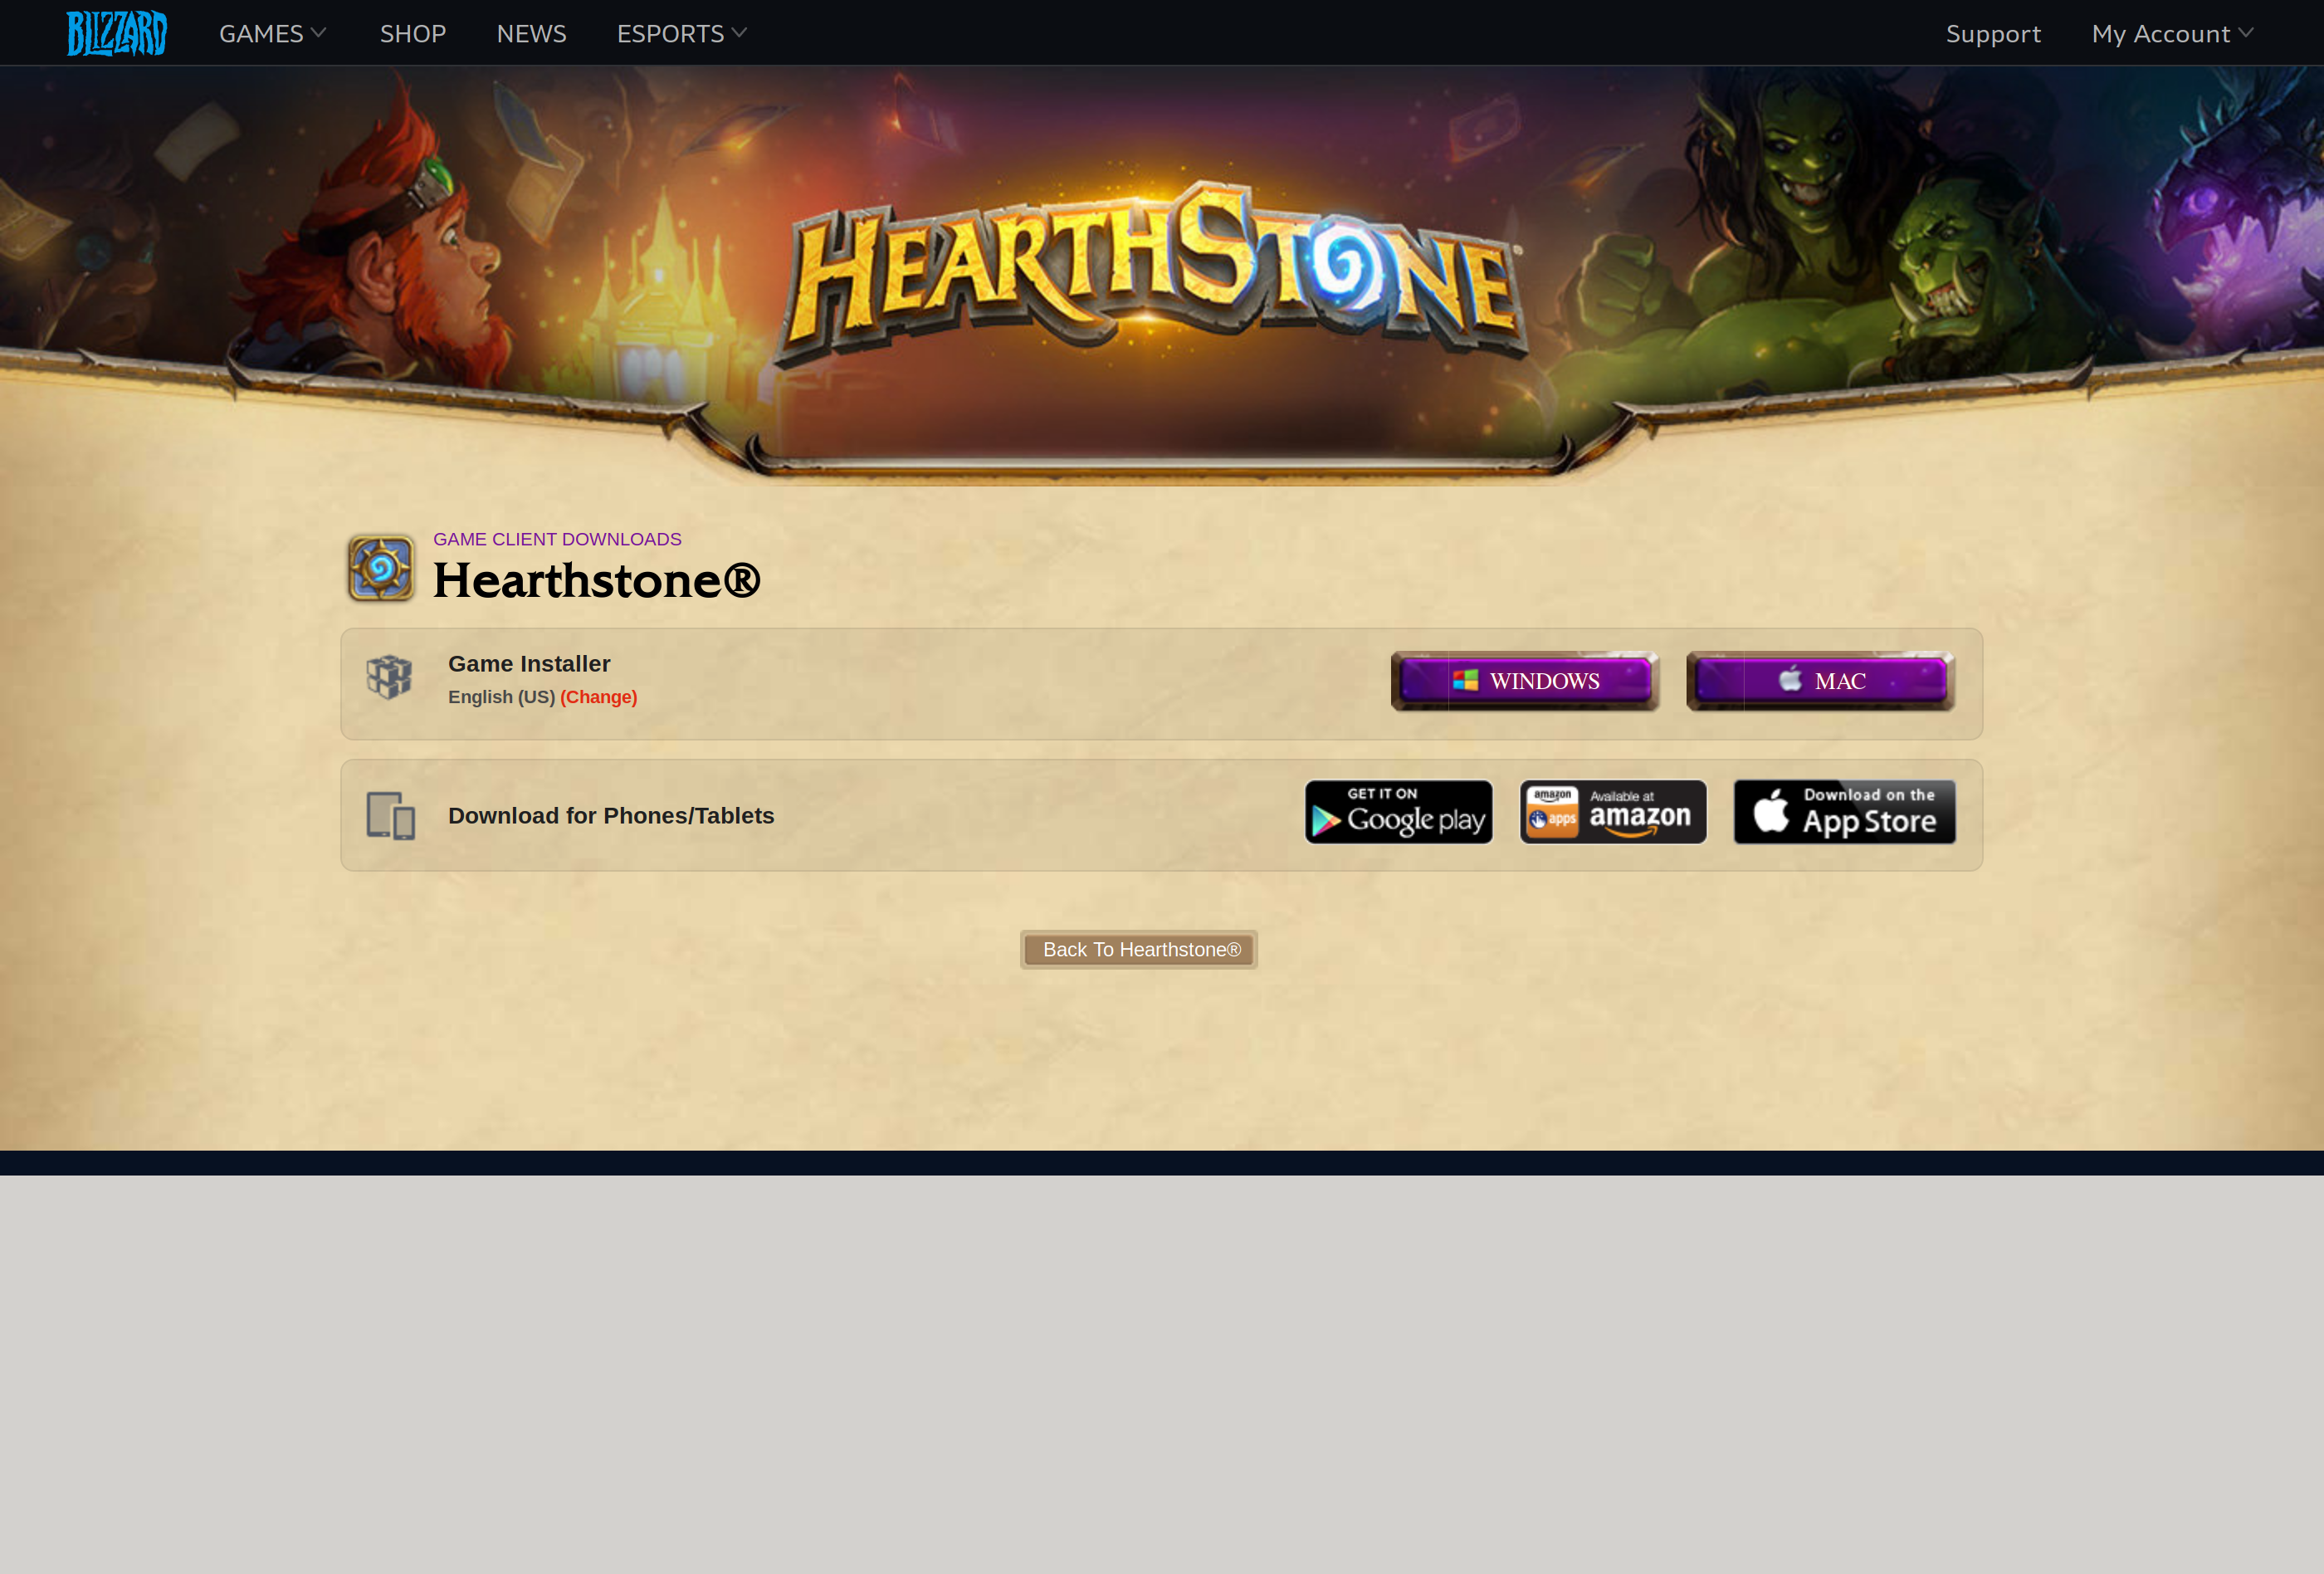 BLIZZARD
GAMES
SHOP
NEWS
ESPORTS
Support
My Account
HEARTHSTONE®
GAME CLIENT DOWNLOADS
Hearthstone®
Game Installer
English (US) (Change)
WINDOWS
MAC
Download for Phones/Tablets
GET IT ON
Google play
amazon
apps
Available at
amazon
Download on the
App Store
Back To Hearthstone®